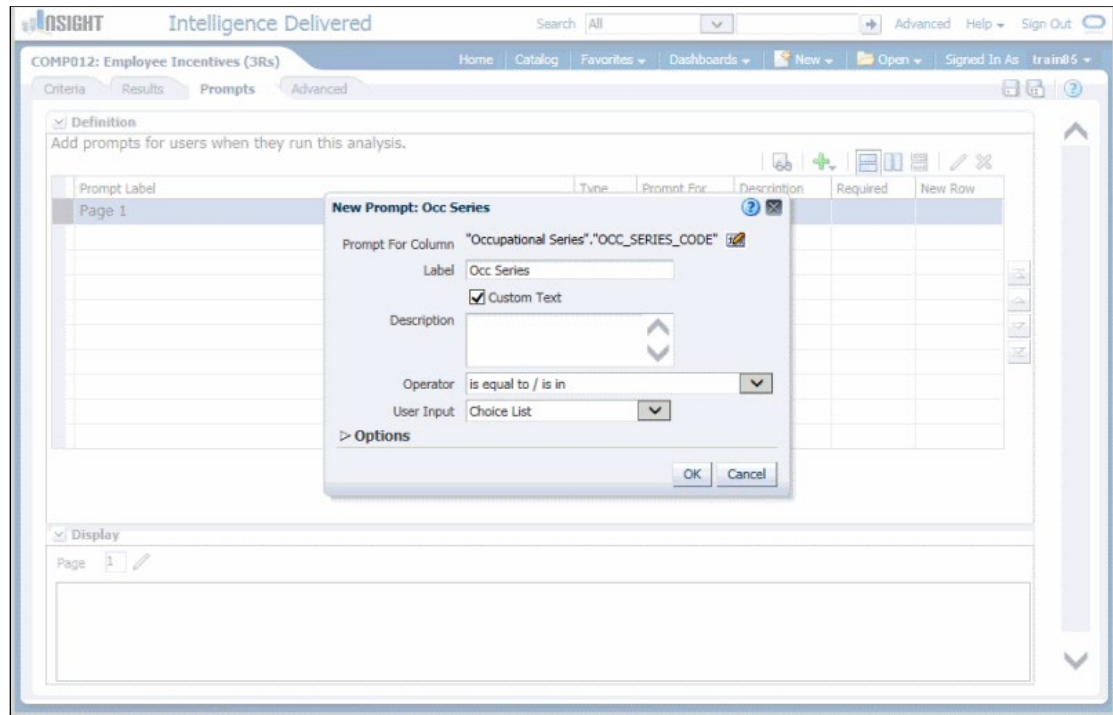 INSIGHT Intelligence Delivered Search All Advanced Help Sign Out
COMP012: Employee Incentives (3Rs) Home Catalog Favorites Dashboards New Open Signed In As train05
Criteria Results Prompts Advanced
Definition
Add prompts for users when they run this analysis.
Prompt Label Type Prompt For Description Required New Row
Page 1
New Prompt: Occ Series
Prompt For Column "Occupational Series"."OCC_SERIES_CODE"
Label Occ Series
Custom Text
Description
Operator is equal to / is in
User Input Choice List
Options
OK Cancel
Display
Page 1